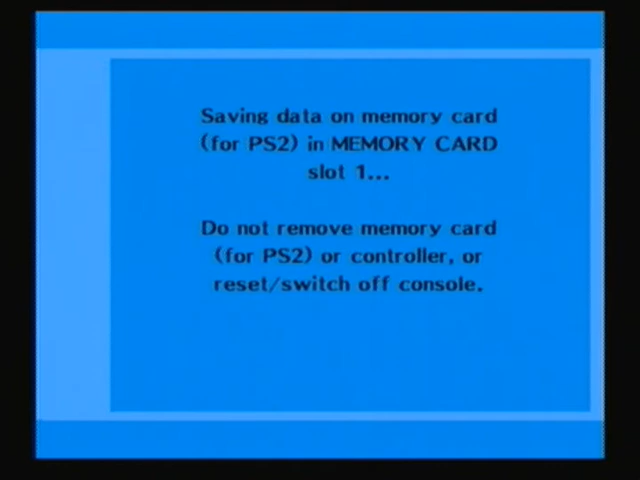 Saving data on memory card
(for PS2) in MEMORY CARD
slot 1...
Do not remove memory card
(for PS2) or controller, or
reset/switch off console.